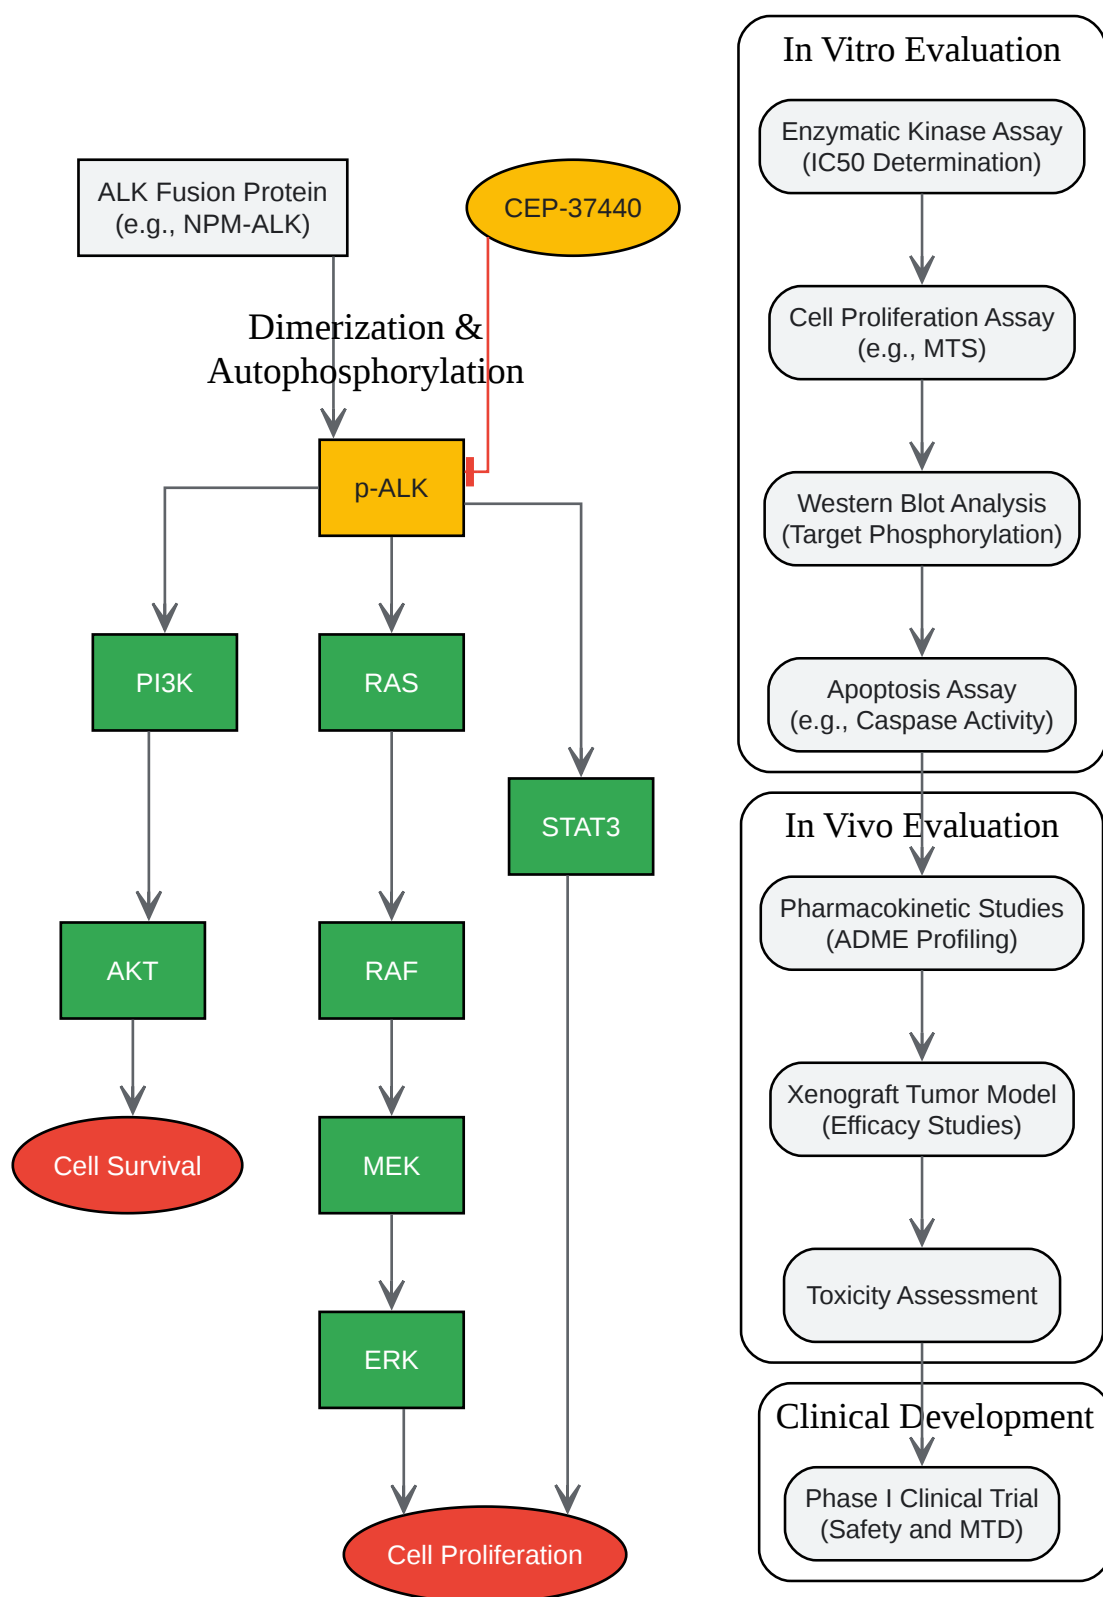 ALK Fusion Protein
(e.g., NPM-ALK)
CEP-37440
Dimerization &
Autophosphorylation
p-ALK
PI3K
RAS
STAT3
AKT
RAF
Cell Survival
MEK
ERK
Cell Proliferation
In Vitro Evaluation
Enzymatic Kinase Assay
(IC50 Determination)
Cell Proliferation Assay
(e.g., MTS)
Western Blot Analysis
(Target Phosphorylation)
Apoptosis Assay
(e.g., Caspase Activity)
In Vivo Evaluation
Pharmacokinetic Studies
(ADME Profiling)
Xenograft Tumor Model
(Efficacy Studies)
Toxicity Assessment
Clinical Development
Phase I Clinical Trial
(Safety and MTD)